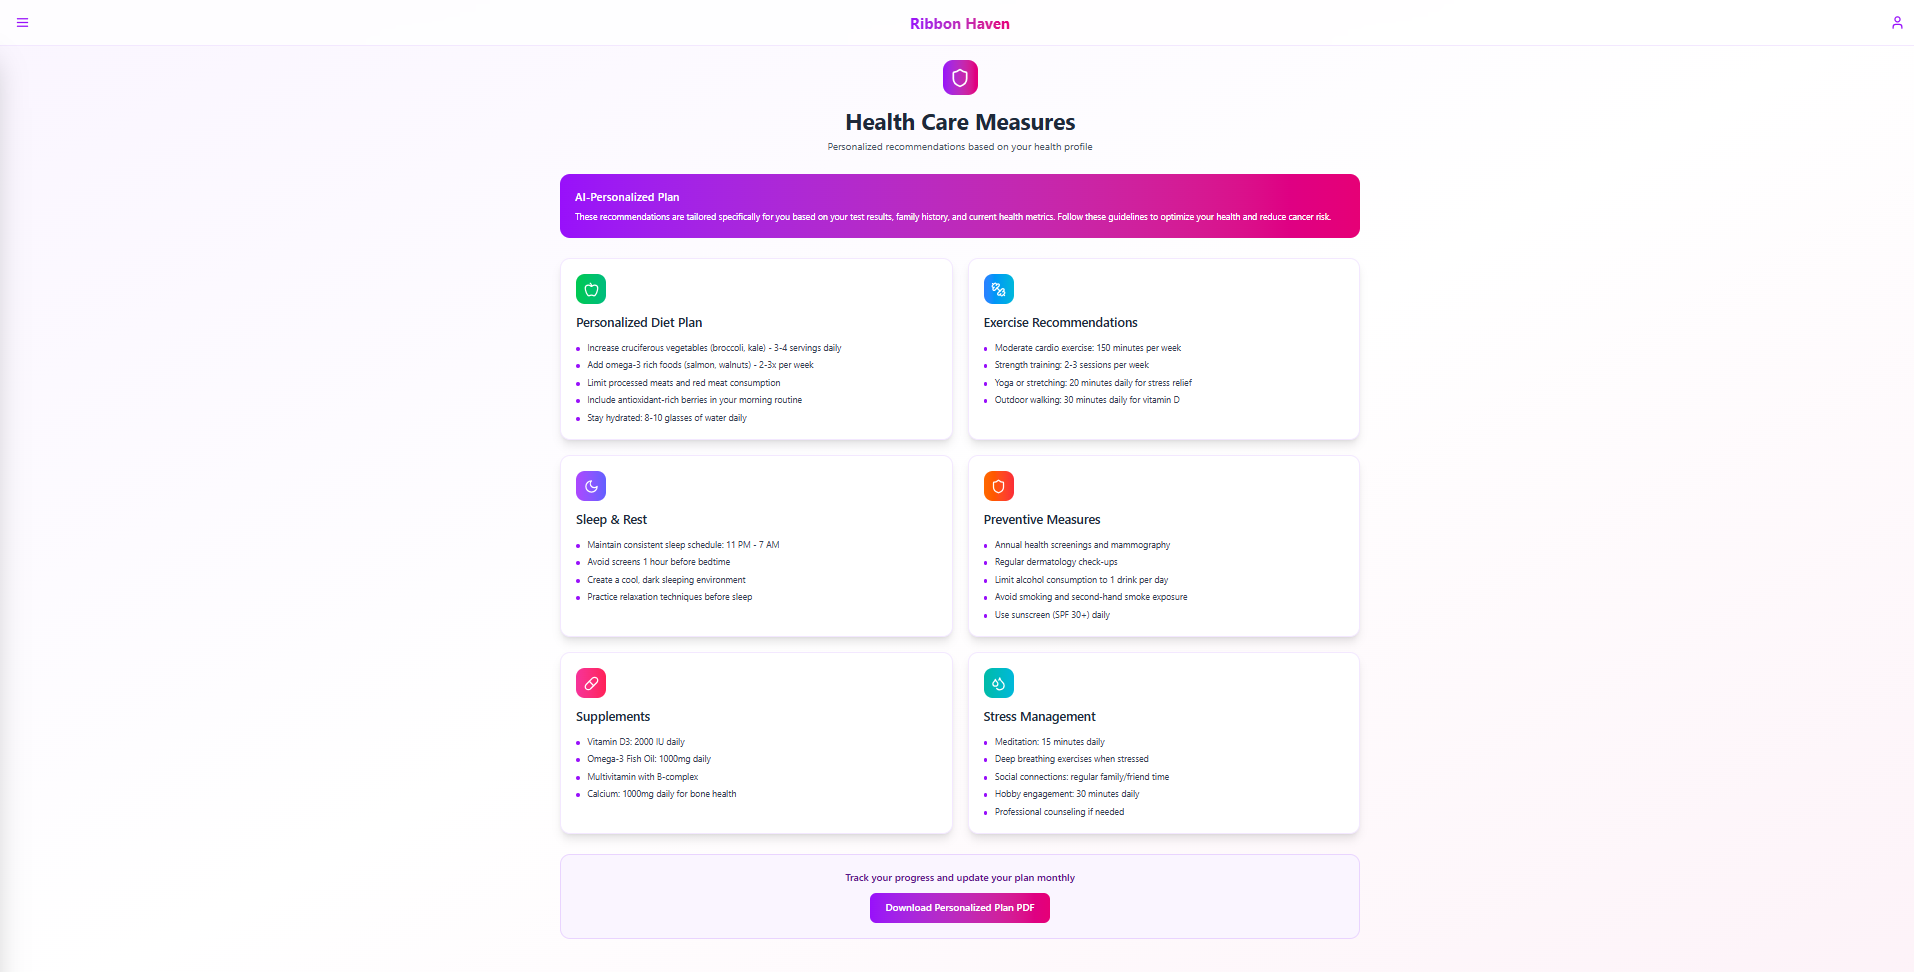 Ribbon Haven
Health Care Measures
Personalized recommendations based on your health profile
AI-Personalized Plan
These recommendations are tailored specifically for you based on your test results, family history, and current health metrics. Follow these guidelines to optimize your health and reduce cancer risk.
Personalized Diet Plan
Increase cruciferous vegetables (broccoli, kale) - 3-4 servings daily
Add omega-3 rich foods (salmon, walnuts) - 2-3x per week
Limit processed meats and red meat consumption
Include antioxidant-rich berries in your morning routine
Stay hydrated: 8-10 glasses of water daily
Exercise Recommendations
Moderate cardio exercise: 150 minutes per week
Strength training: 2-3 sessions per week
Yoga or stretching: 20 minutes daily for stress relief
Outdoor walking: 30 minutes daily for vitamin D
Sleep & Rest
Maintain consistent sleep schedule: 11 PM - 7 AM
Avoid screens 1 hour before bedtime
Create a cool, dark sleeping environment
Practice relaxation techniques before sleep
Preventive Measures
Annual health screenings and mammography
Regular dermatology check-ups
Limit alcohol consumption to 1 drink per day
Avoid smoking and second-hand smoke exposure
Use sunscreen (SPF 30+) daily
Supplements
Vitamin D3: 2000 IU daily
Omega-3 Fish Oil: 1000mg daily
Multivitamin with B-complex
Calcium: 1000mg daily for bone health
Stress Management
Meditation: 15 minutes daily
Deep breathing exercises when stressed
Social connections: regular family/friend time
Hobby engagement: 30 minutes daily
Professional counseling if needed
Track your progress and update your plan monthly
Download Personalized Plan PDF